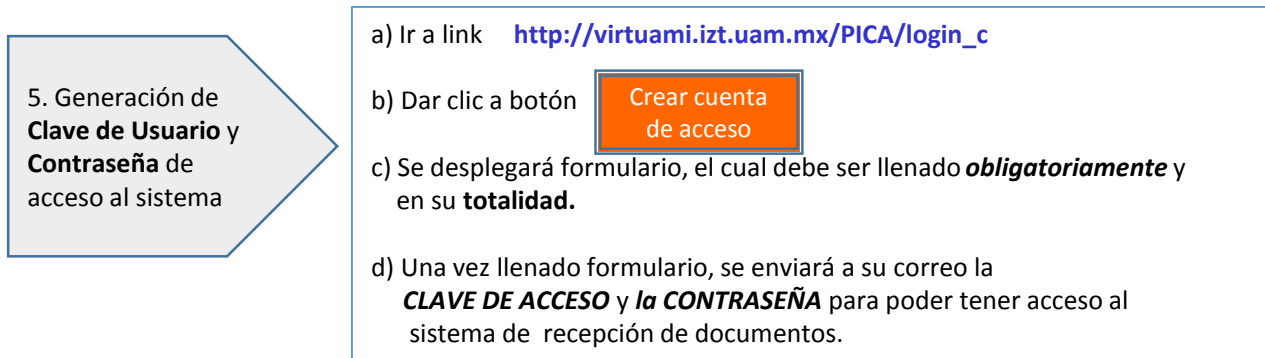 5. Generación de
Clave de Usuario y
Contraseña de
acceso al sistema
a) Ir a link http://virtuami.izt.uam.mx/PICA/login_c
b) Dar clic a botón
Crear cuenta
de acceso
c) Se desplegará formulario, el cual debe ser llenado obligatoriamente y
en su totalidad.
d) Una vez llenado formulario, se enviará a su correo la
CLAVE DE ACCESO y la CONTRASEÑA para poder tener acceso al
sistema de recepción de documentos.